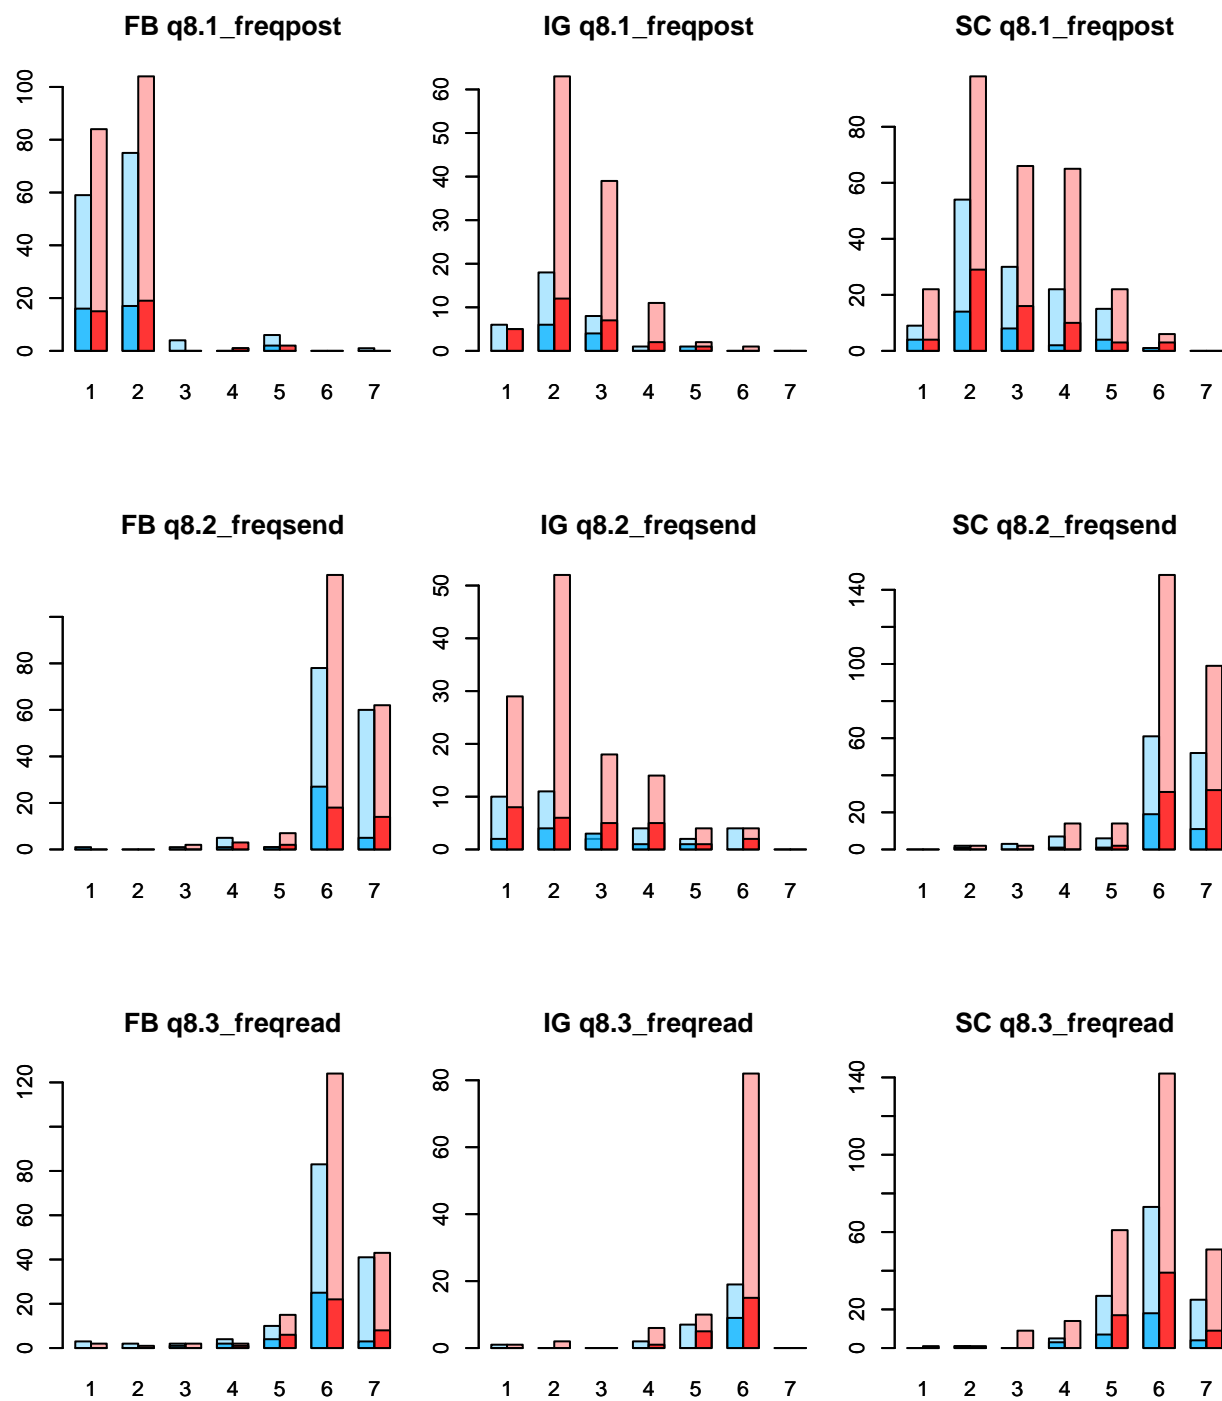 FB q8.1_freqpost IG q8.1_freqpost SC q8.1_freqpost
0 20 40 60 80 100
0 10 20 30 40 50 60
0 20 40 60 80
1 2 3 4 5 6 7
1 2 3 4 5 6 7
1 2 3 4 5 6 7
FB q8.2_freqsend IG q8.2_freqsend SC q8.2_freqsend
0 20 40 60 80
0 10 20 30 40 50
0 20 60 100 140
1 2 3 4 5 6 7
1 2 3 4 5 6 7
1 2 3 4 5 6 7
FB q8.3_freqread IG q8.3_freqread SC q8.3_freqread
0 20 40 60 80 120
0 20 40 60 80
0 20 60 100 140
1 2 3 4 5 6 7
1 2 3 4 5 6 7
1 2 3 4 5 6 7